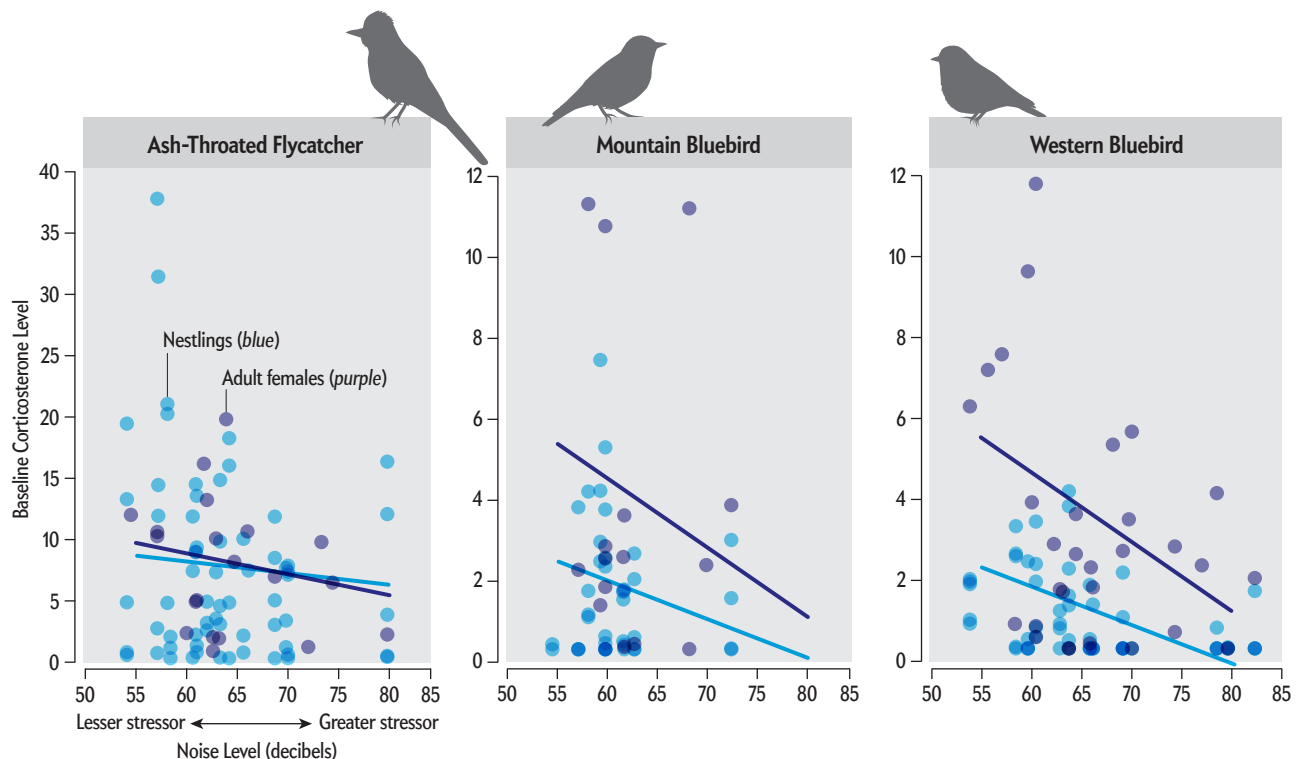 Ash-Throated Flycatcher
Mountain Bluebird
Western Bluebird
Baseline Corticosterone Level
40
35
30
25
20
15
10
5
0
Nestlings (blue)
Adult females (purple)
50 55 60 65 70 75 80 85
Lesser stressor
Greater stressor
Noise Level (decibels)
12
10
8
6
4
2
0
50 55 60 65 70 75 80 85
12
10
8
6
4
2
0
50 55 60 65 70 75 80 85